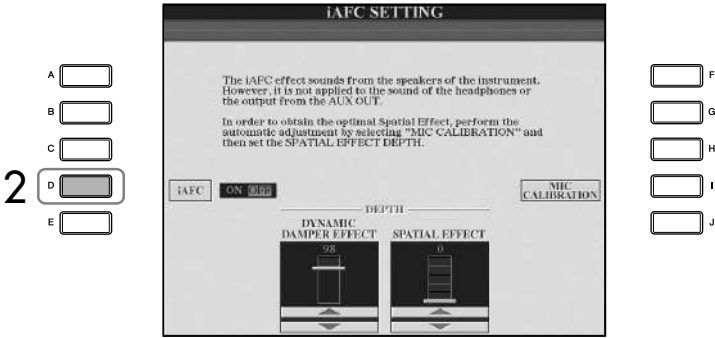 iAFC SETTING
The iAFC effect sounds from the speakers of the instrument.
However, it is not applied to the sound of the headphones or
the output from the AUX OUT.
In order to obtain the optimal Spatial Effect, perform the
automatic adjustment by selecting "MIC CALIBRATION" and
then set the SPATIAL EFFECT DEPTH.
A
B
C
2 D
E
F
G
H
I
J
iAFC ON OFF
MIC
CALIBRATION
DEPTH
DYNAMIC
DAMPER EFFECT
98
SPATIAL EFFECT
0